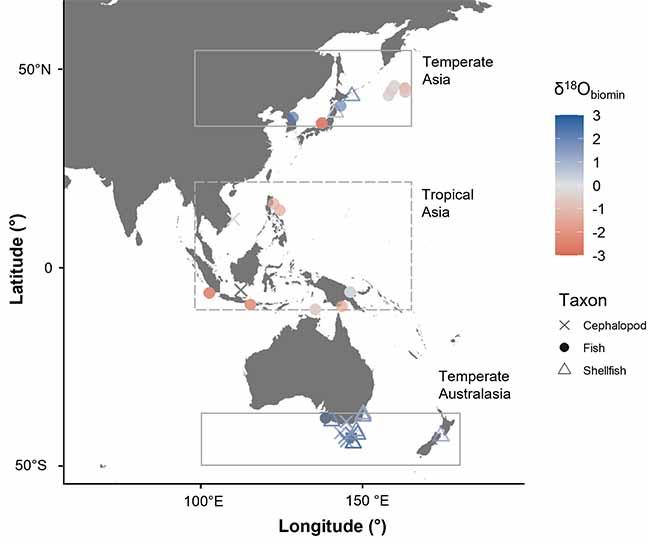 50°N
0
50°S
Latitude (°)
100°E
150 °E
Longitude (°)
Temperate
Asia
Tropical
Asia
Temperate
Australasia
δ¹⁸Obiomin
3
2
1
0
-1
-2
-3
Taxon
Cephalopod
Fish
Shellfish